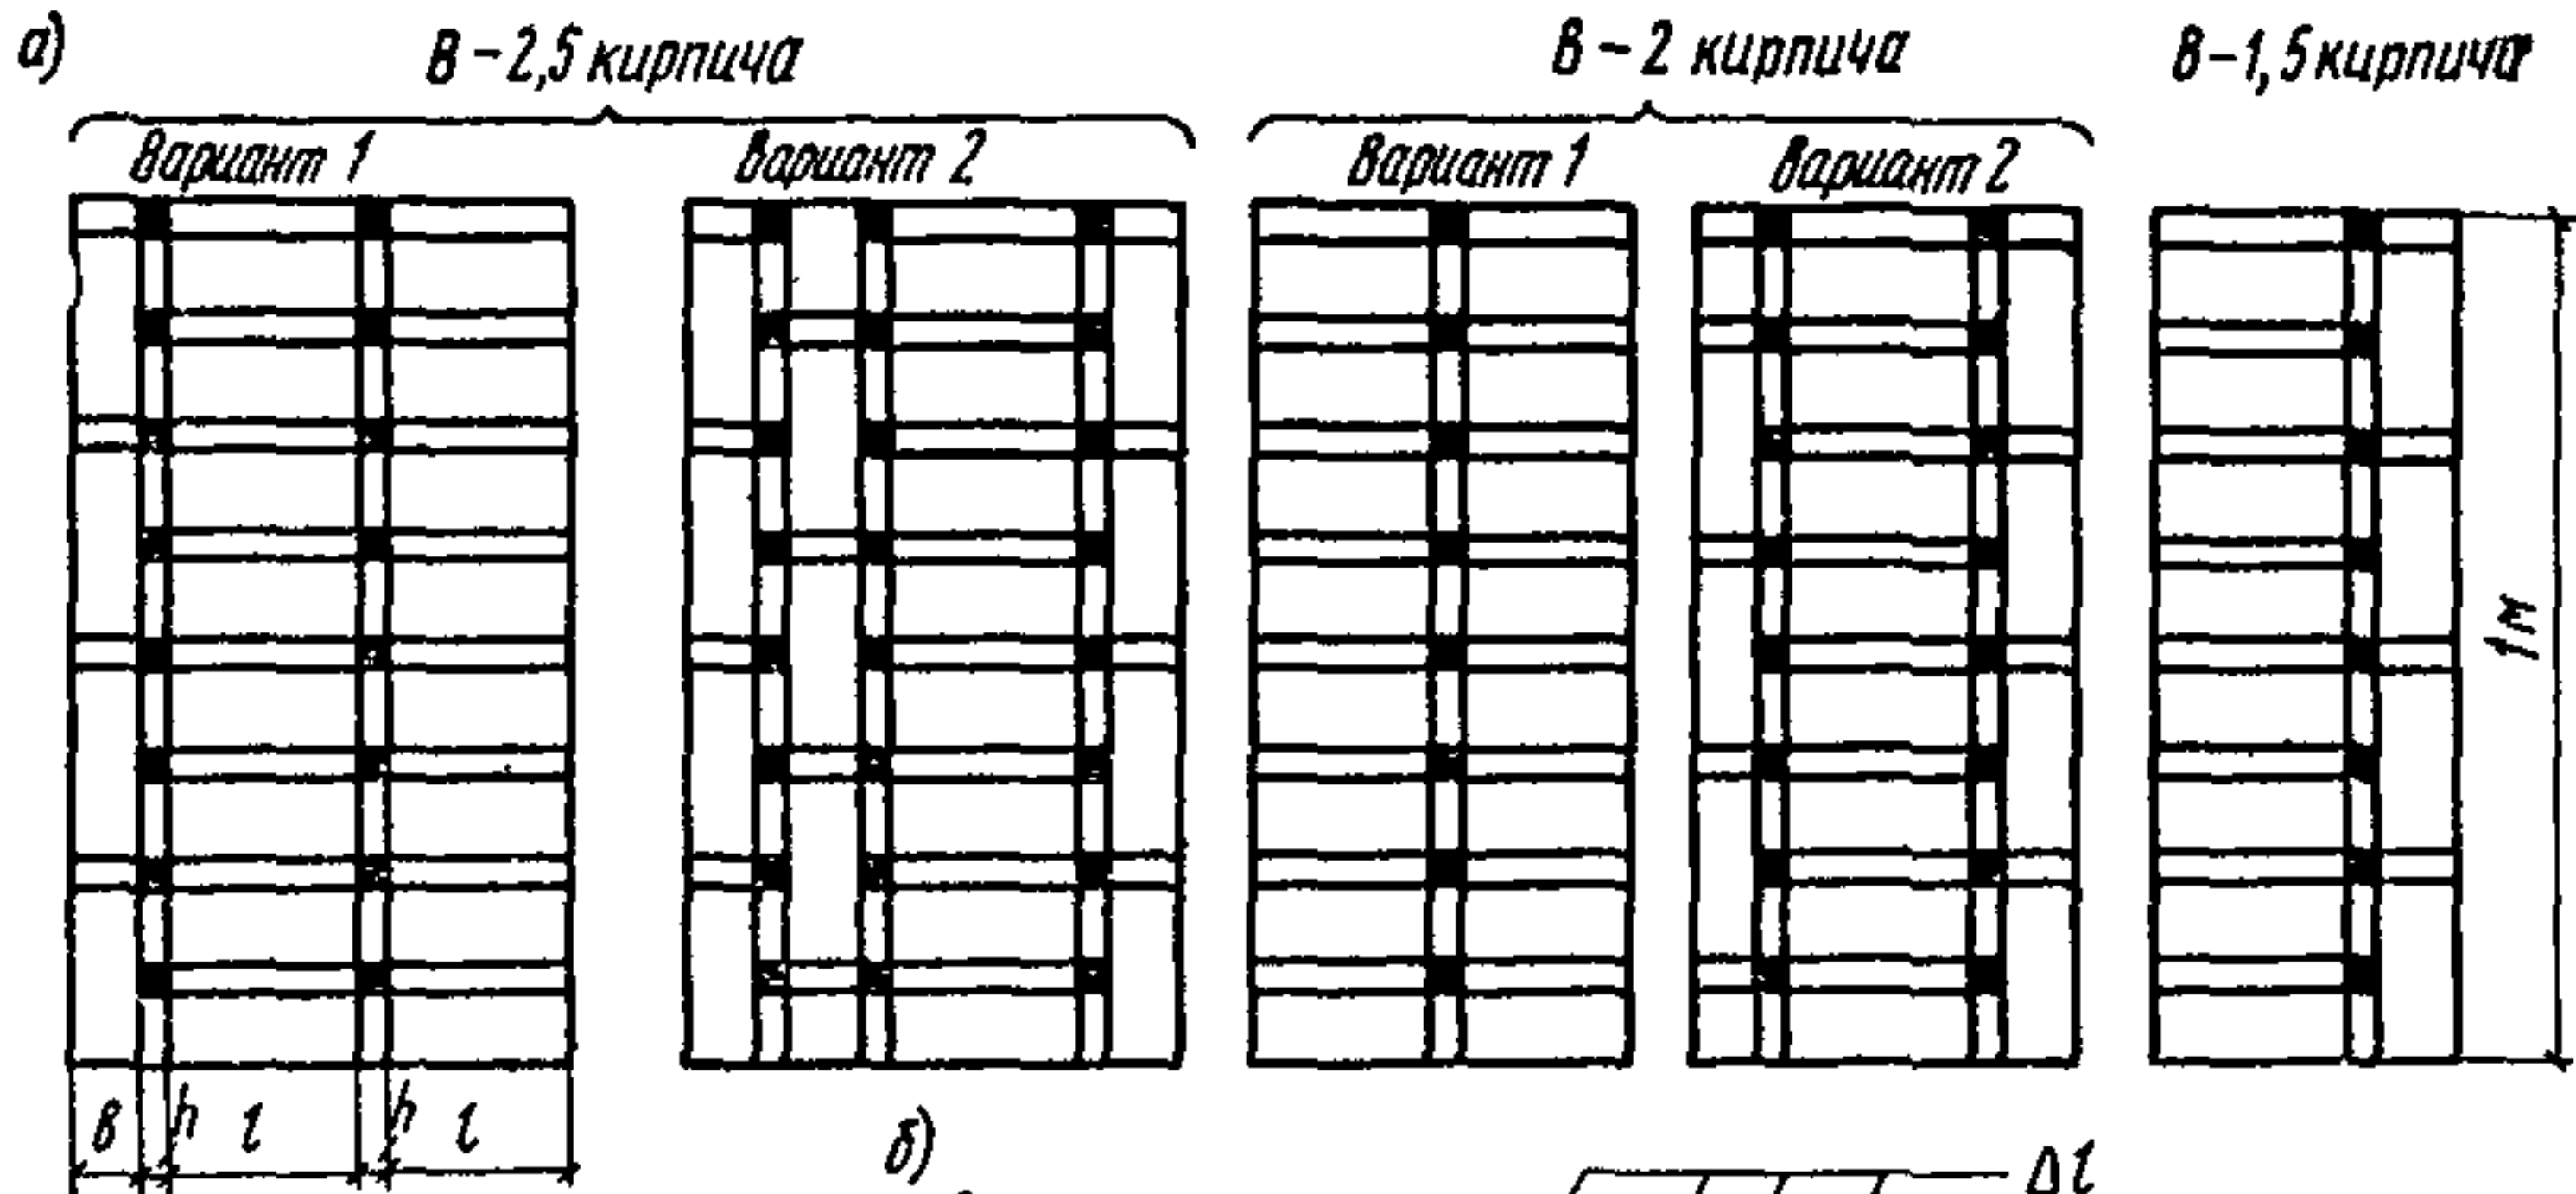 а)
в – 2,5 кирпича
в – 2 кирпича
в – 1,5 кирпича
Вариант 1
Вариант 2
Вариант 1
Вариант 2
1м
в h l h l
б)
Δl